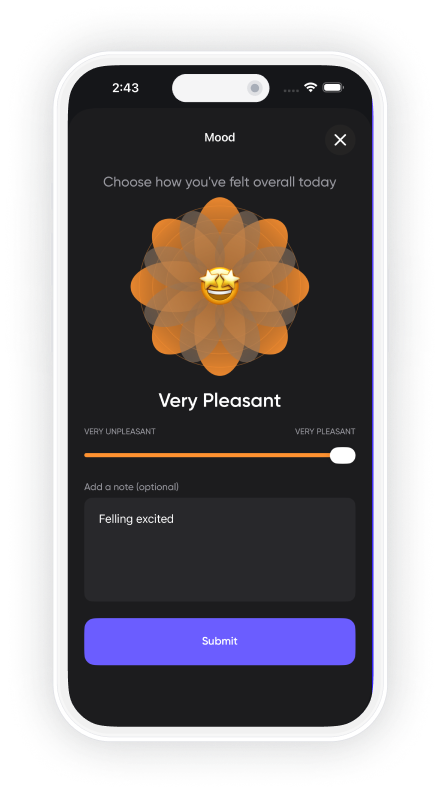 2:43
Mood
Choose how you've felt overall today
Very Pleasant
VERY UNPLEASANT VERY PLEASANT
Add a note (optional)
Felling excited
Submit